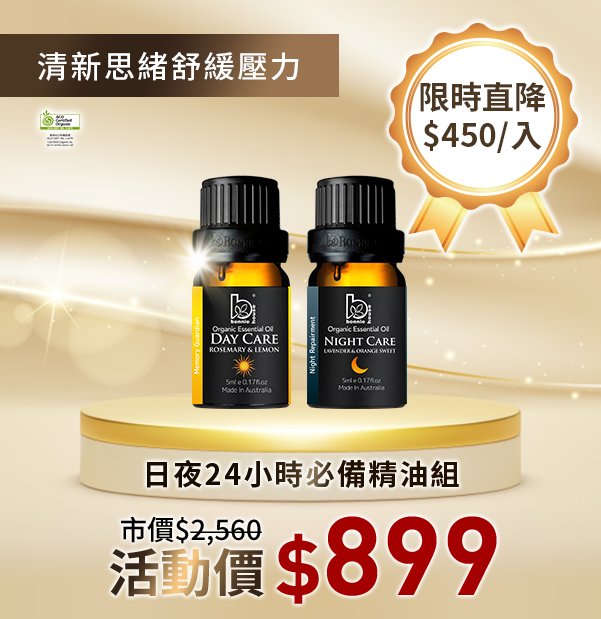 清新思緒舒緩壓力
限時直降
$450/入
ACO
Certified
Organic
bonnie
house
®
Organic Essential Oil
DAY CARE
ROSEMARY & LEMON
5ml e 0.17fl.oz
Made In Australia
Memory Guardian
bonnie
house
®
Organic Essential Oil
NIGHT CARE
LAVENDER & ORANGE SWEET
5ml e 0.17fl.oz
Made In Australia
Night Repairment
日夜24小時必備精油組
市價$2,560
活動價$899